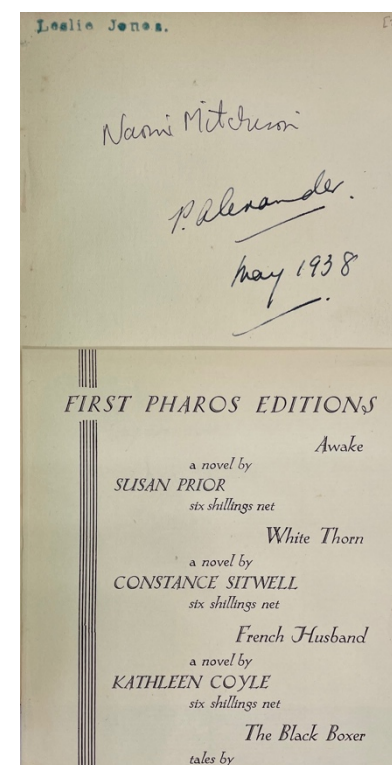 Leslie Jones.
Naomi Mitchison
P. Alexander.
May 1938
FIRST PHAROS EDITIONS
Awake
a novel by
SUSAN PRIOR
six shillings net
White Thorn
a novel by
CONSTANCE SITWELL
six shillings net
French Husband
a novel by
KATHLEEN COYLE
six shillings net
The Black Boxer
tales by